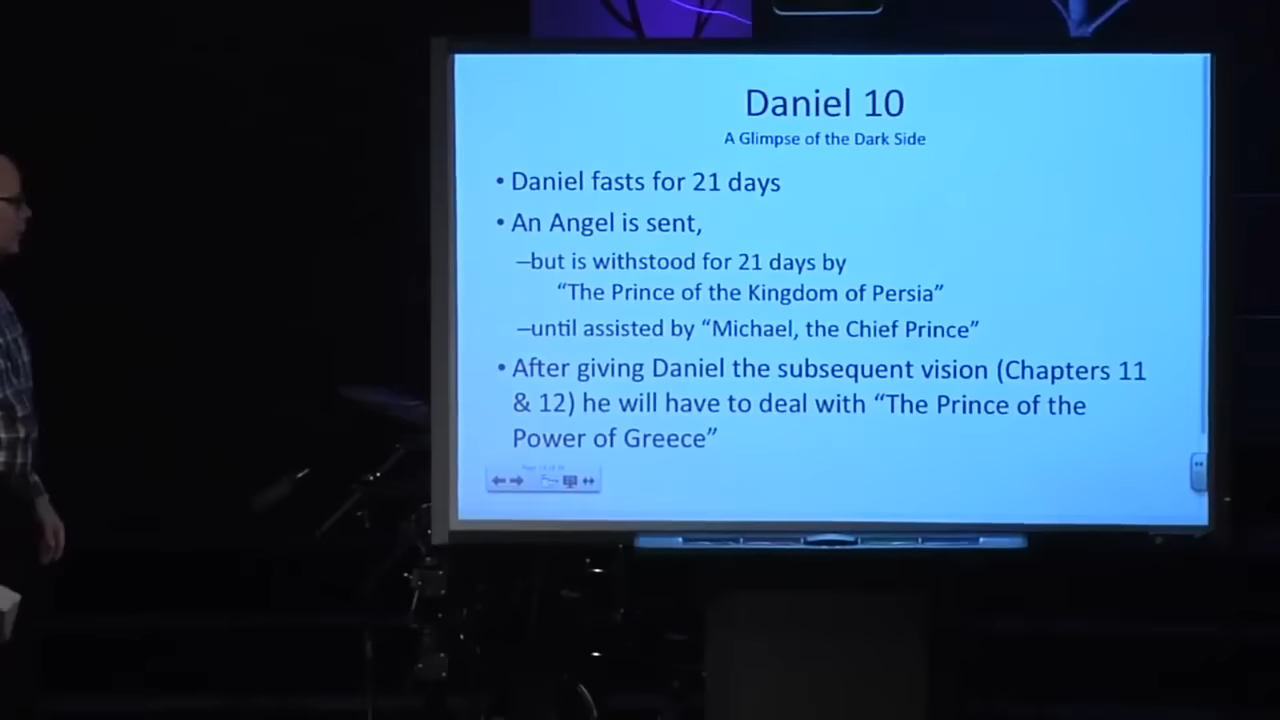 Daniel 10
A Glimpse of the Dark Side
• Daniel fasts for 21 days
• An Angel is sent,
–but is withstood for 21 days by
“The Prince of the Kingdom of Persia”
–until assisted by “Michael, the Chief Prince”
• After giving Daniel the subsequent vision (Chapters 11
& 12) he will have to deal with “The Prince of the
Power of Greece”